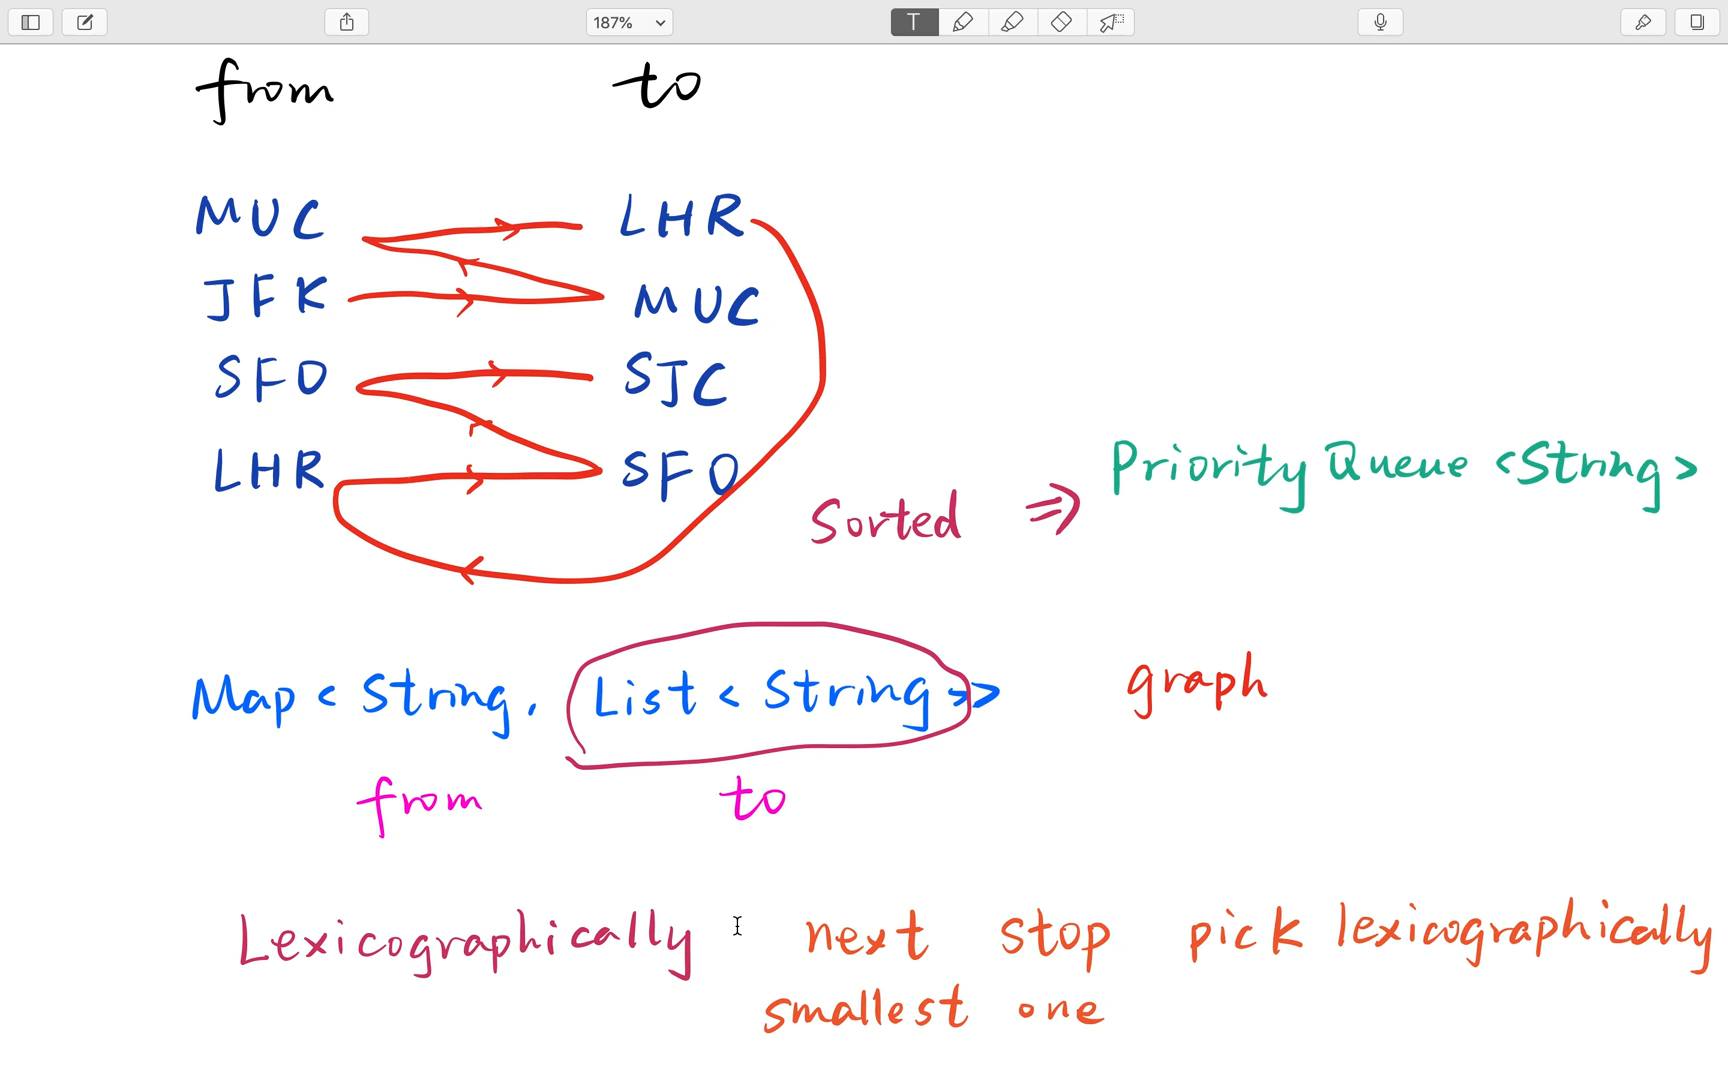 187%
T
from to
MUC LHR
JFK MUC
SFO SJC
LHR SFO
Sorted ⇒ Priority Queue <String>
Map < String, List < String >> graph
from to
Lexicographically next stop pick lexicographically
smallest one